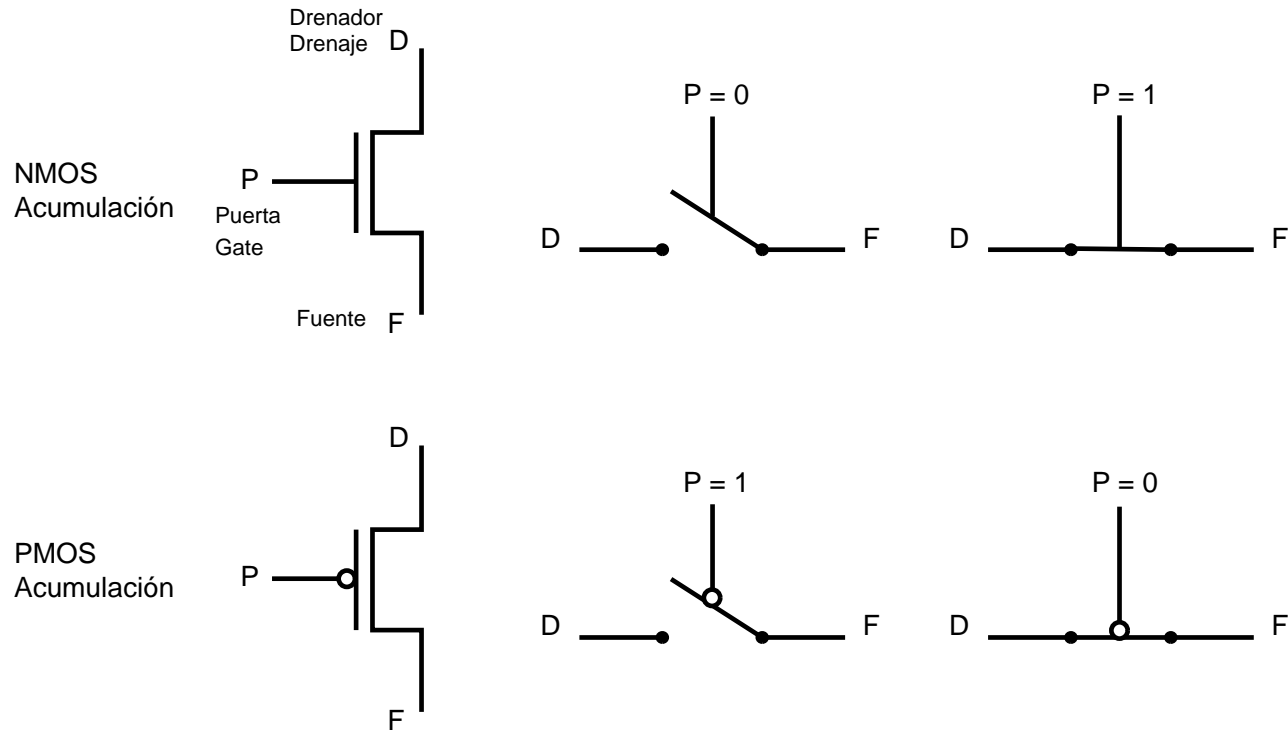 Drenador
Drenaje D
P = 0
P = 1
NMOS
Acumulación
P
Puerta
Gate
D
F
D
F
Fuente F
D
P = 1
P = 0
PMOS
Acumulación
P
D
F
D
F
F